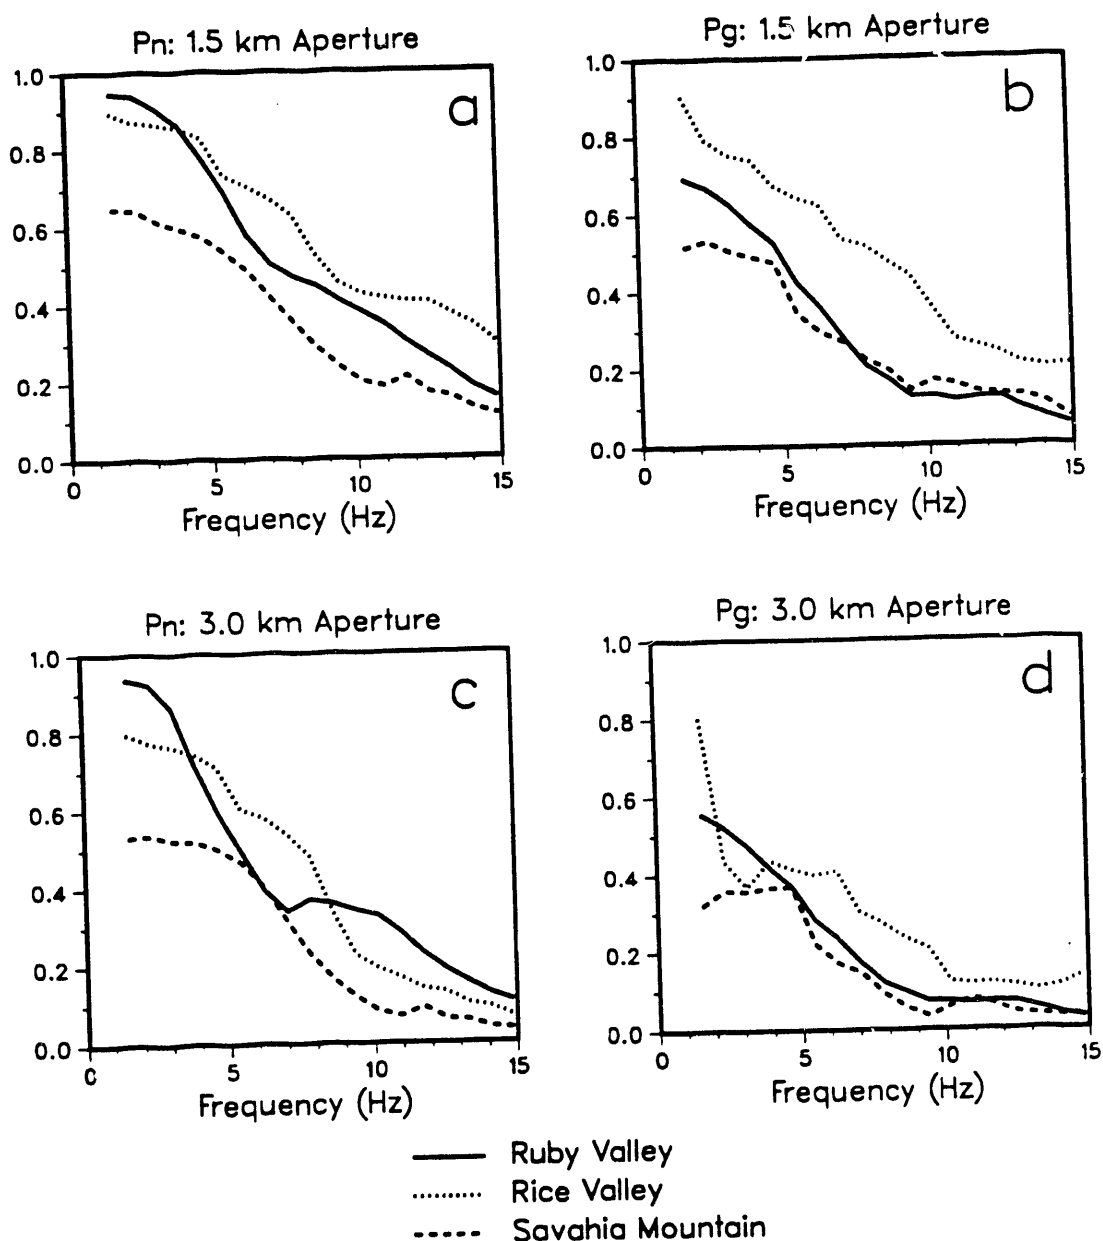 Pn: 1.5 km Aperture
a
1.0
0.8
0.6
0.4
0.2
0.0
0 5 10 15
Frequency (Hz)
Pg: 1.5 km Aperture
b
1.0
0.8
0.6
0.4
0.2
0.0
0 5 10 15
Frequency (Hz)
Pn: 3.0 km Aperture
c
1.0
0.8
0.6
0.4
0.2
0.0
0 5 10 15
Frequency (Hz)
Pg: 3.0 km Aperture
d
1.0
0.8
0.6
0.4
0.2
0.0
0 5 10 15
Frequency (Hz)
Ruby Valley
Rice Valley
Savahia Mountain